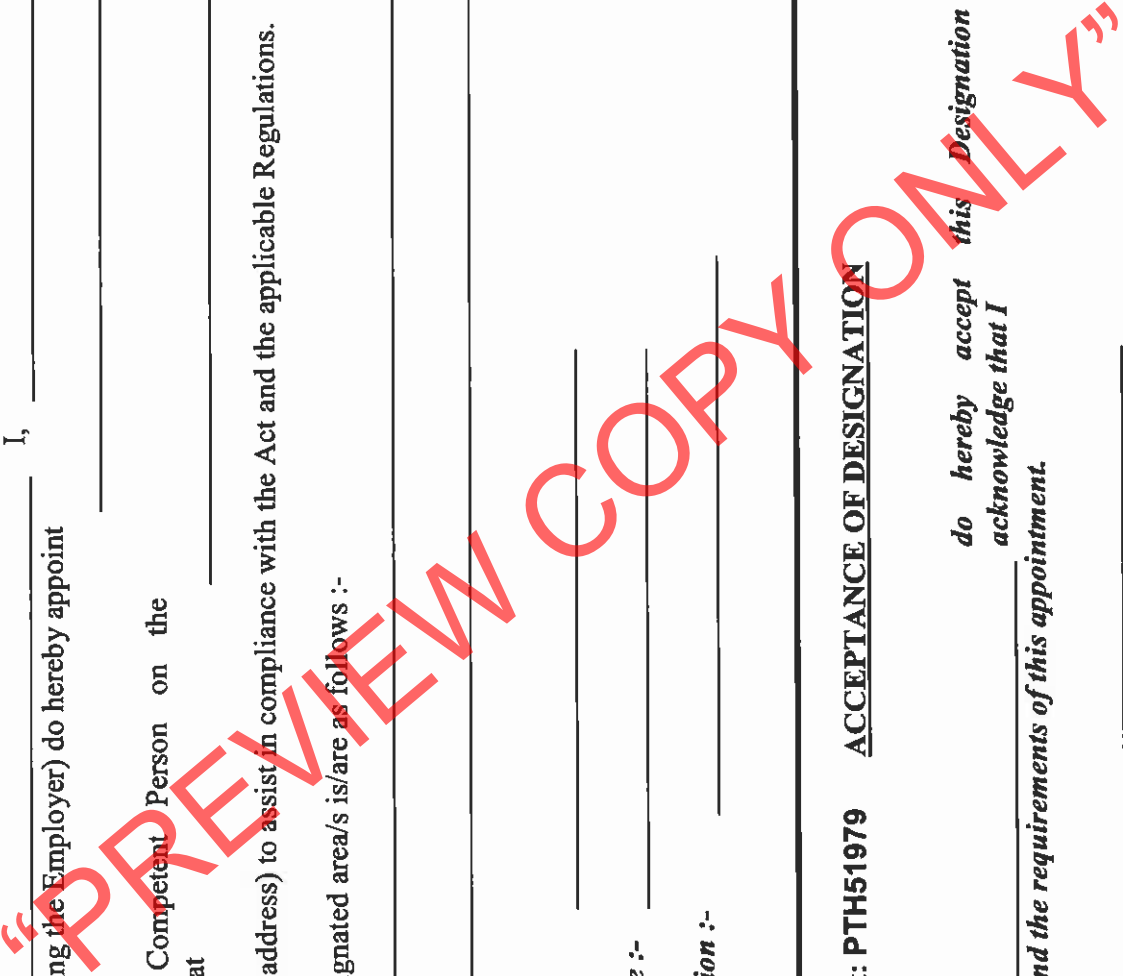 I,
ng the Employer) do hereby appoint
Competent Person on the
at
address) to assist in compliance with the Act and the applicable Regulations.
gnated area/s is/are as follows :-
e :-
ion :-
:: PTH51979 ACCEPTANCE OF DESIGNATION
do hereby accept this Designation
acknowledge that I
nd the requirements of this appointment.
“PREVIEW COPY ONLY”